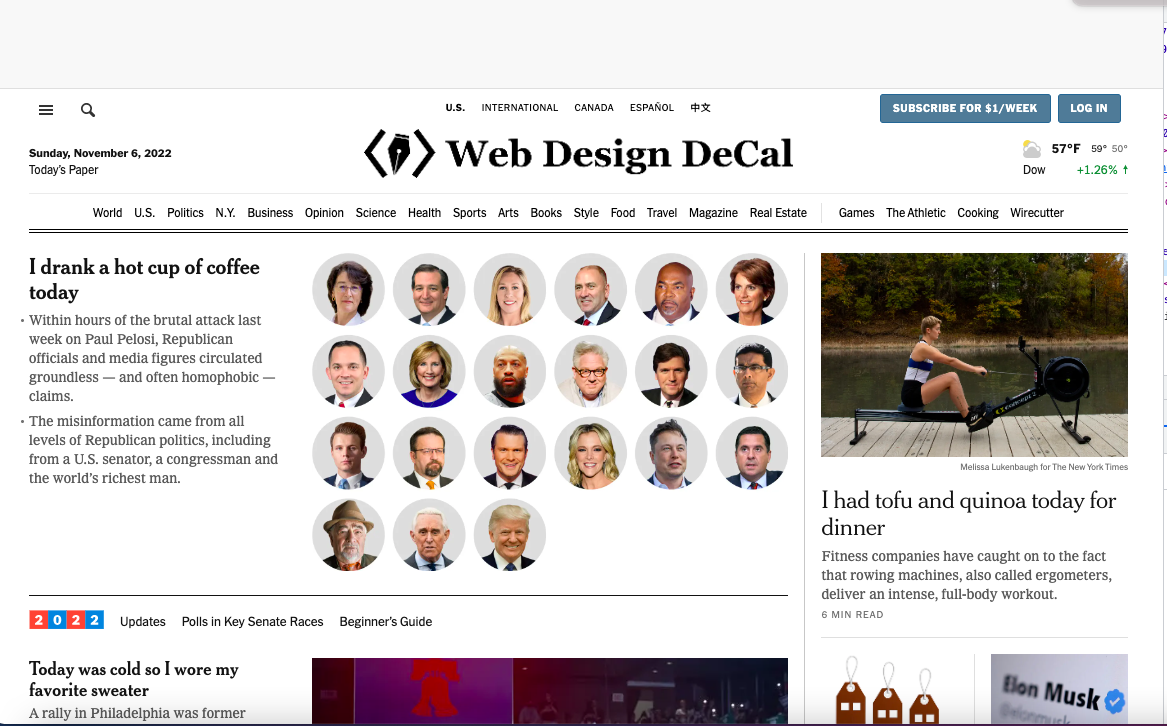 U.S. INTERNATIONAL CANADA ESPAÑOL 中文
SUBSCRIBE FOR $1/WEEK LOG IN
Sunday, November 6, 2022
Today's Paper
Web Design DeCal
57°F 59° 50°
Dow +1.26% ↑
World U.S. Politics N.Y. Business Opinion Science Health Sports Arts Books Style Food Travel Magazine Real Estate Games The Athletic Cooking Wirecutter
I drank a hot cup of coffee
today
• Within hours of the brutal attack last
week on Paul Pelosi, Republican
officials and media figures circulated
groundless — and often homophobic —
claims.
• The misinformation came from all
levels of Republican politics, including
from a U.S. senator, a congressman and
the world's richest man.
Melissa Lukenbaugh for The New York Times
I had tofu and quinoa today for
dinner
Fitness companies have caught on to the fact
that rowing machines, also called ergometers,
deliver an intense, full-body workout.
6 MIN READ
2022 Updates Polls in Key Senate Races Beginner's Guide
Today was cold so I wore my
favorite sweater
A rally in Philadelphia was former
Elon Musk
@elonmusk